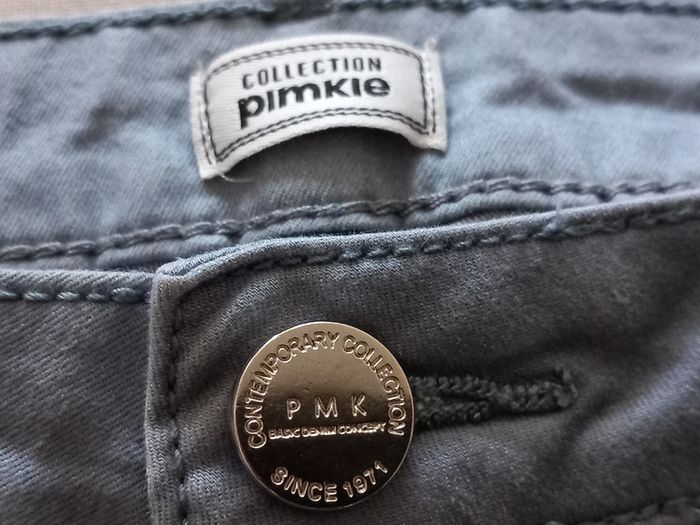 COLLECTION
pimkie
CONTEMPORARY COLLECTION
PMK
BASIC DENIM CONCEPT
SINCE 1971